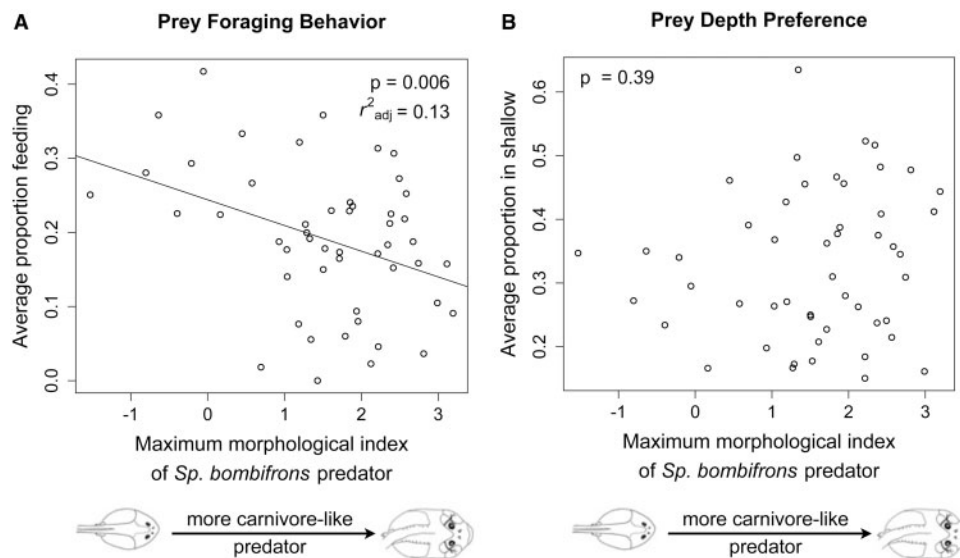 A
Prey Foraging Behavior
p = 0.006
r²adj = 0.13
Average proportion feeding
0.4
0.3
0.2
0.1
0.0
-1 0 1 2 3
Maximum morphological index
of Sp. bombifrons predator
more carnivore-like
predator
B
Prey Depth Preference
p = 0.39
Average proportion in shallow
0.6
0.5
0.4
0.3
0.2
-1 0 1 2 3
Maximum morphological index
of Sp. bombifrons predator
more carnivore-like
predator